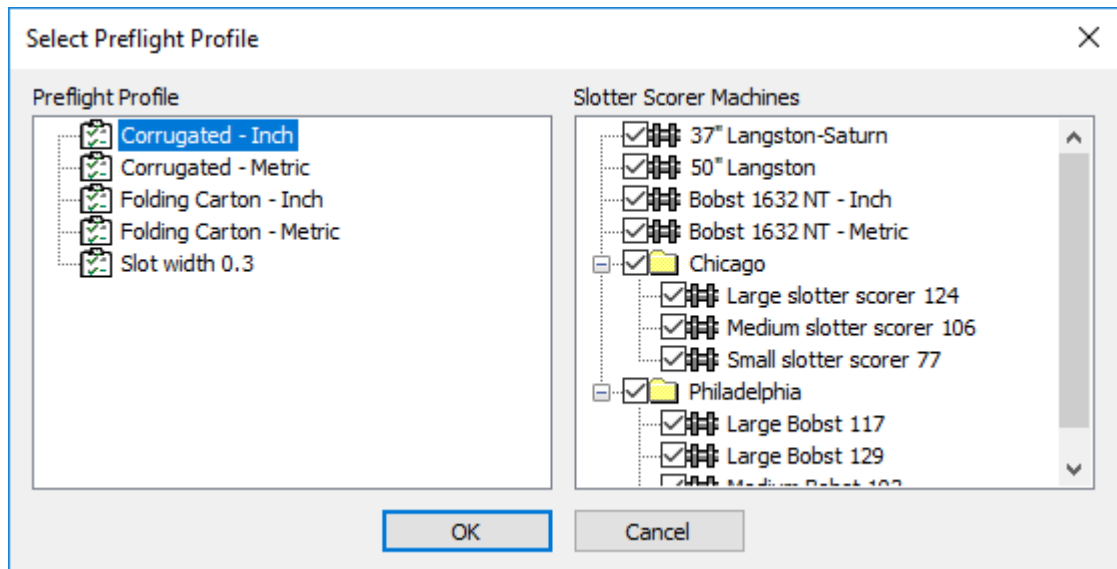 Select Preflight Profile
Preflight Profile
Corrugated - Inch
Corrugated - Metric
Folding Carton - Inch
Folding Carton - Metric
Slot width 0.3
Slotter Scorer Machines
37" Langston-Saturn
50" Langston
Bobst 1632 NT - Inch
Bobst 1632 NT - Metric
Chicago
Large slotter scorer 124
Medium slotter scorer 106
Small slotter scorer 77
Philadelphia
Large Bobst 117
Large Bobst 129
Medium Bobst
OK
Cancel